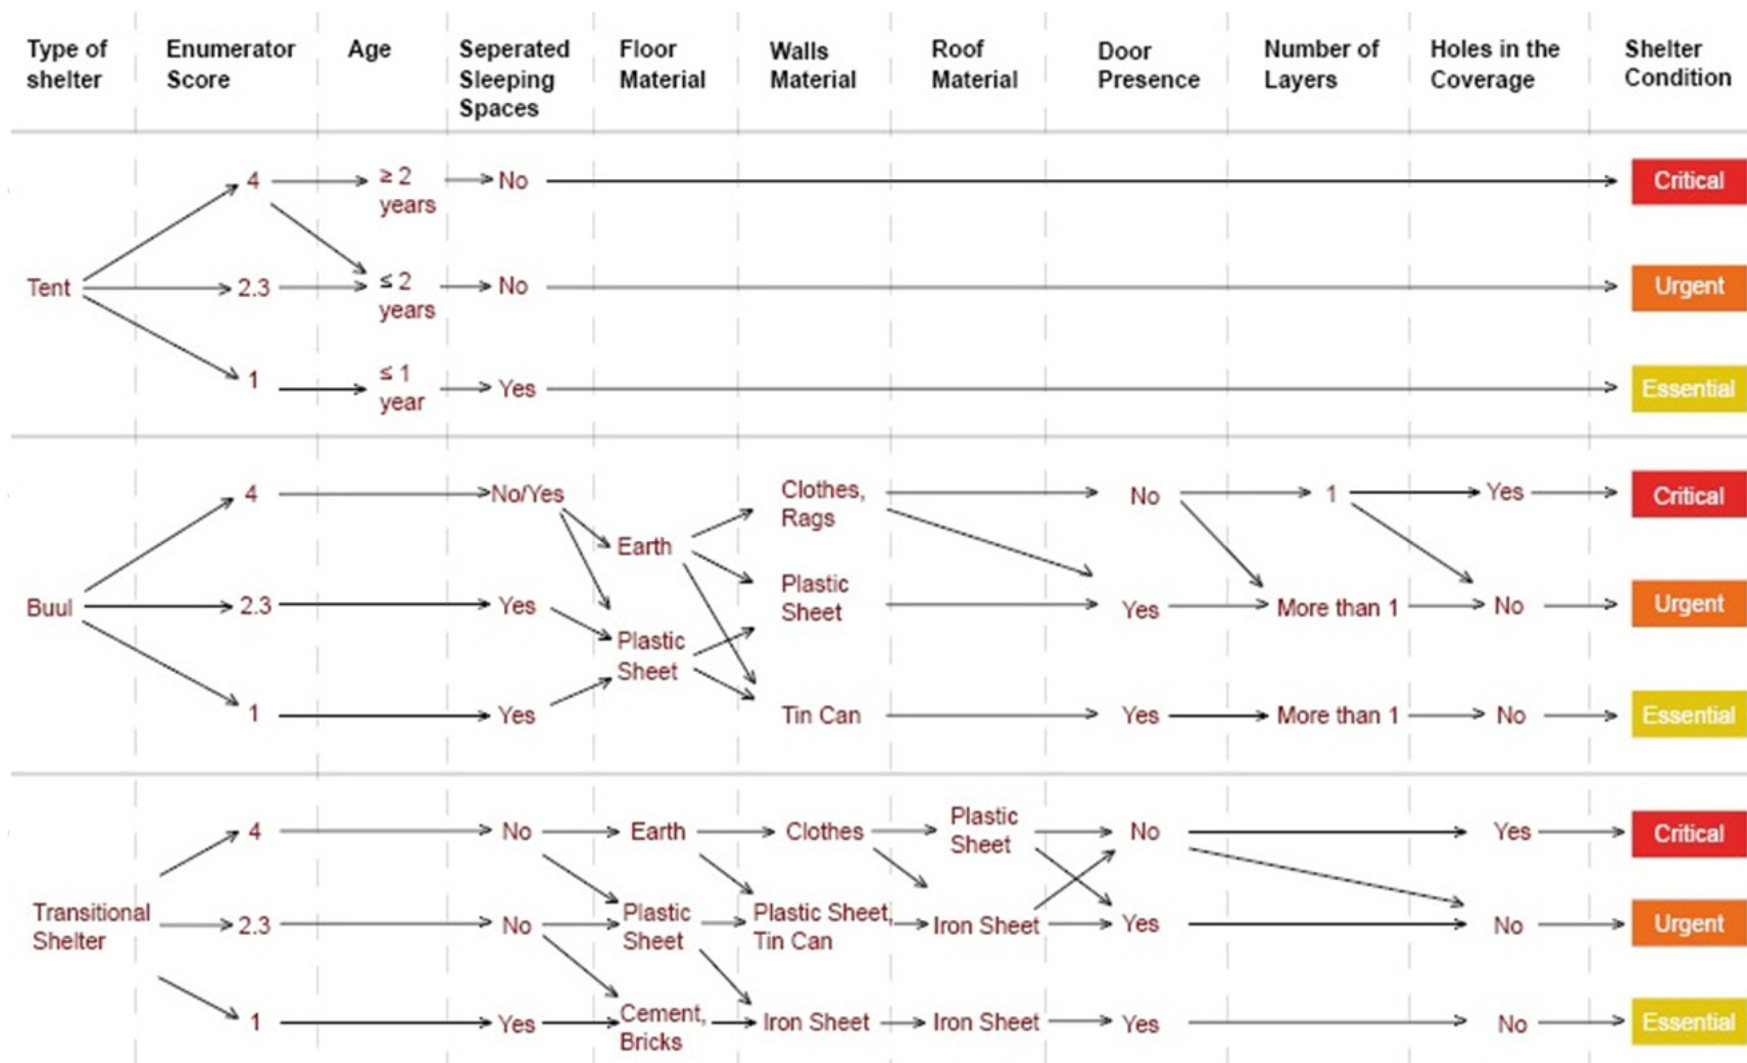 Type of shelter
Enumerator Score
Age
Seperated Sleeping Spaces
Floor Material
Walls Material
Roof Material
Door Presence
Number of Layers
Holes in the Coverage
Shelter Condition
4
≥ 2 years
No
Critical
Tent
2.3
≤ 2 years
No
Urgent
1
≤ 1 year
Yes
Essential
4
No/Yes
Clothes, Rags
No
1
Yes
Critical
Earth
Plastic Sheet
Buul
2.3
Yes
Yes
More than 1
No
Urgent
Plastic Sheet
1
Yes
Tin Can
Yes
More than 1
No
Essential
4
No
Earth
Clothes
Plastic Sheet
No
Yes
Critical
Transitional Shelter
2.3
No
Plastic Sheet
Plastic Sheet, Tin Can
Iron Sheet
Yes
No
Urgent
1
Yes
Cement, Bricks
Iron Sheet
Iron Sheet
Yes
No
Essential